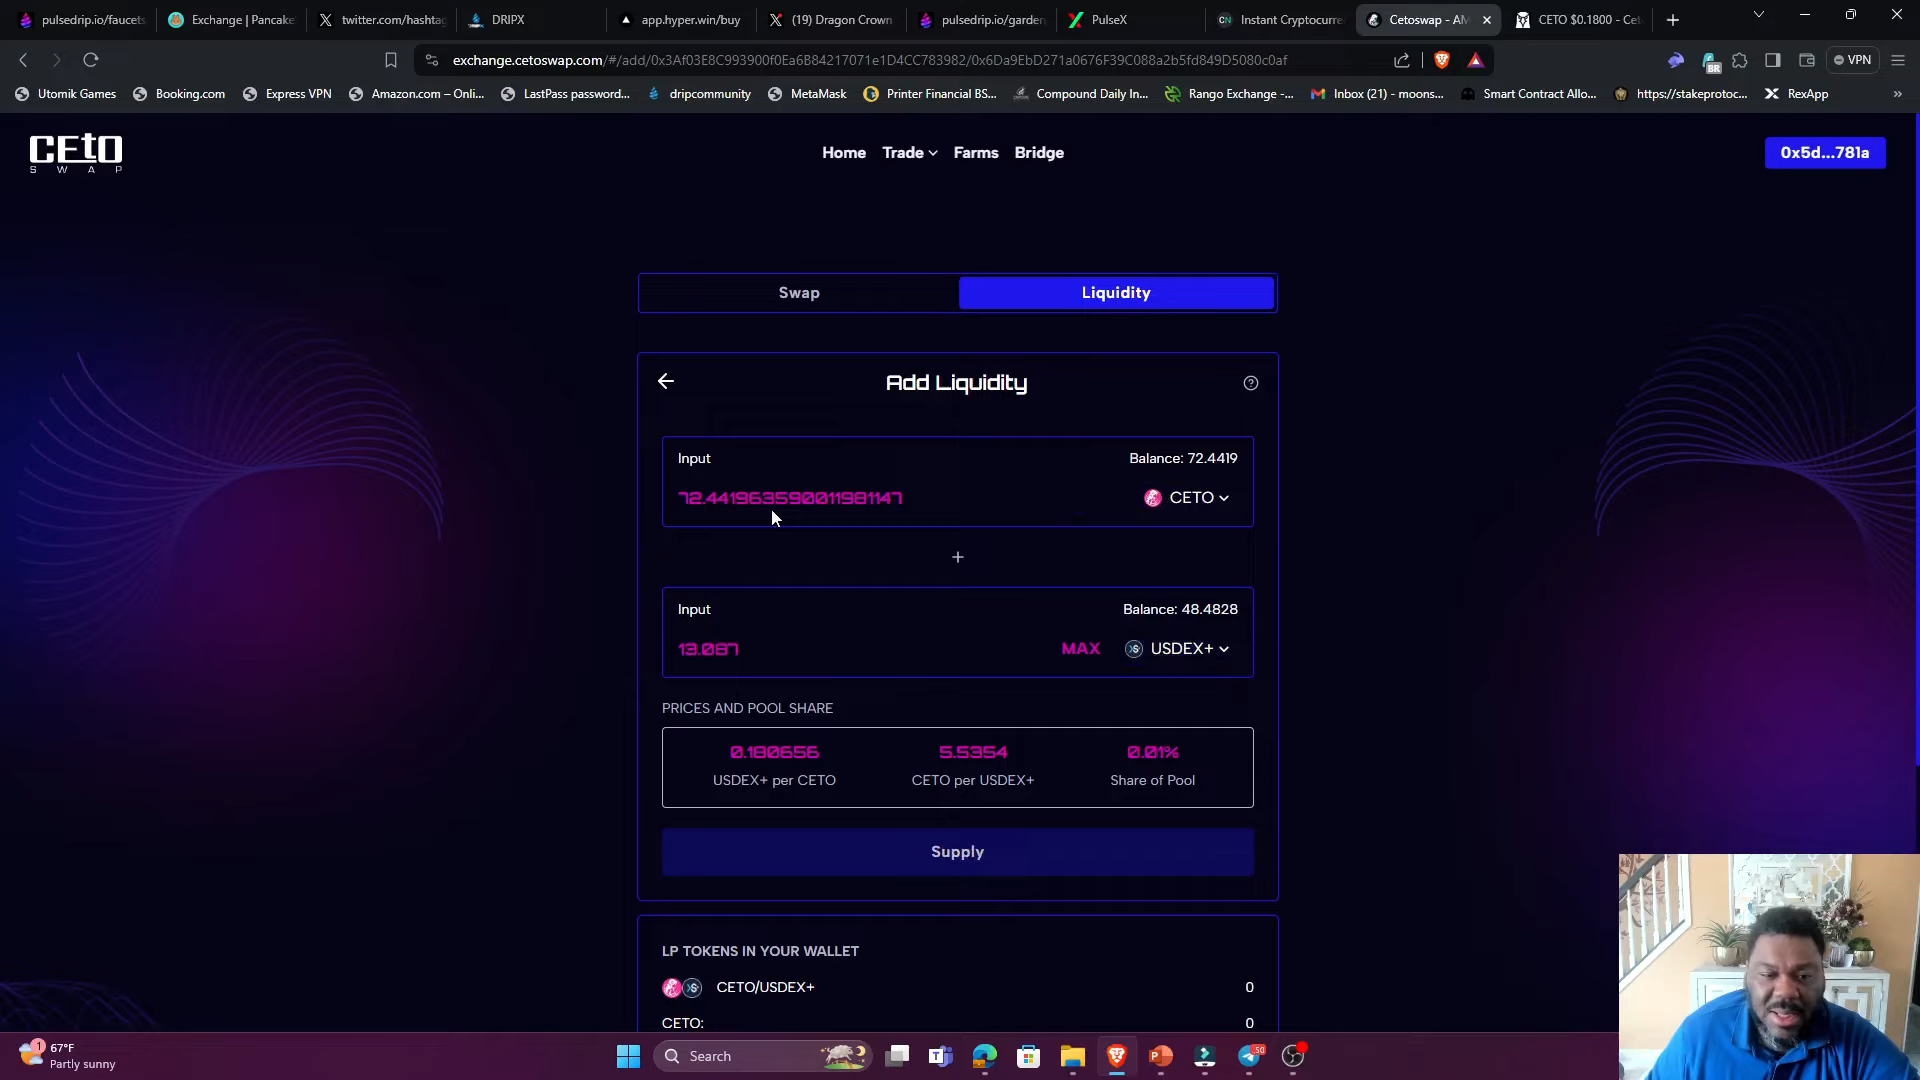 pulsedrip.io/faucets
Exchange | Pancake
twitter.com/hashtag
DRIPX
app.hyper.win/buy
(19) Dragon Crown
pulsedrip.io/garden
PulseX
Instant Cryptocurre
Cetoswap - AM
CETO $0.1800 - Cet
exchange.cetoswap.com/#/add/0x3Af03E8C993900f0Ea6B84217071e1D4CC783982/0x6Da9EbD271a0676F39C088a2b5fd849D5080c0af
VPN
Utomik Games
Booking.com
Express VPN
Amazon.com – Onli...
LastPass password...
dripcommunity
MetaMask
Printer Financial BS...
Compound Daily In...
Rango Exchange -...
Inbox (21) - moons...
Smart Contract Allo...
https://stakeprotoc...
RexApp
CEtO
SWAP
Home
Trade
Farms
Bridge
0x5d...781a
Swap
Liquidity
Add Liquidity
Input
Balance: 72.4419
72.441963590011981147
CETO
+
Input
Balance: 48.4828
13.087
MAX
USDEX+
PRICES AND POOL SHARE
0.180656
5.5354
0.01%
USDEX+ per CETO
CETO per USDEX+
Share of Pool
Supply
LP TOKENS IN YOUR WALLET
CETO/USDEX+
0
CETO:
0
1
67°F
Partly sunny
Search
.50